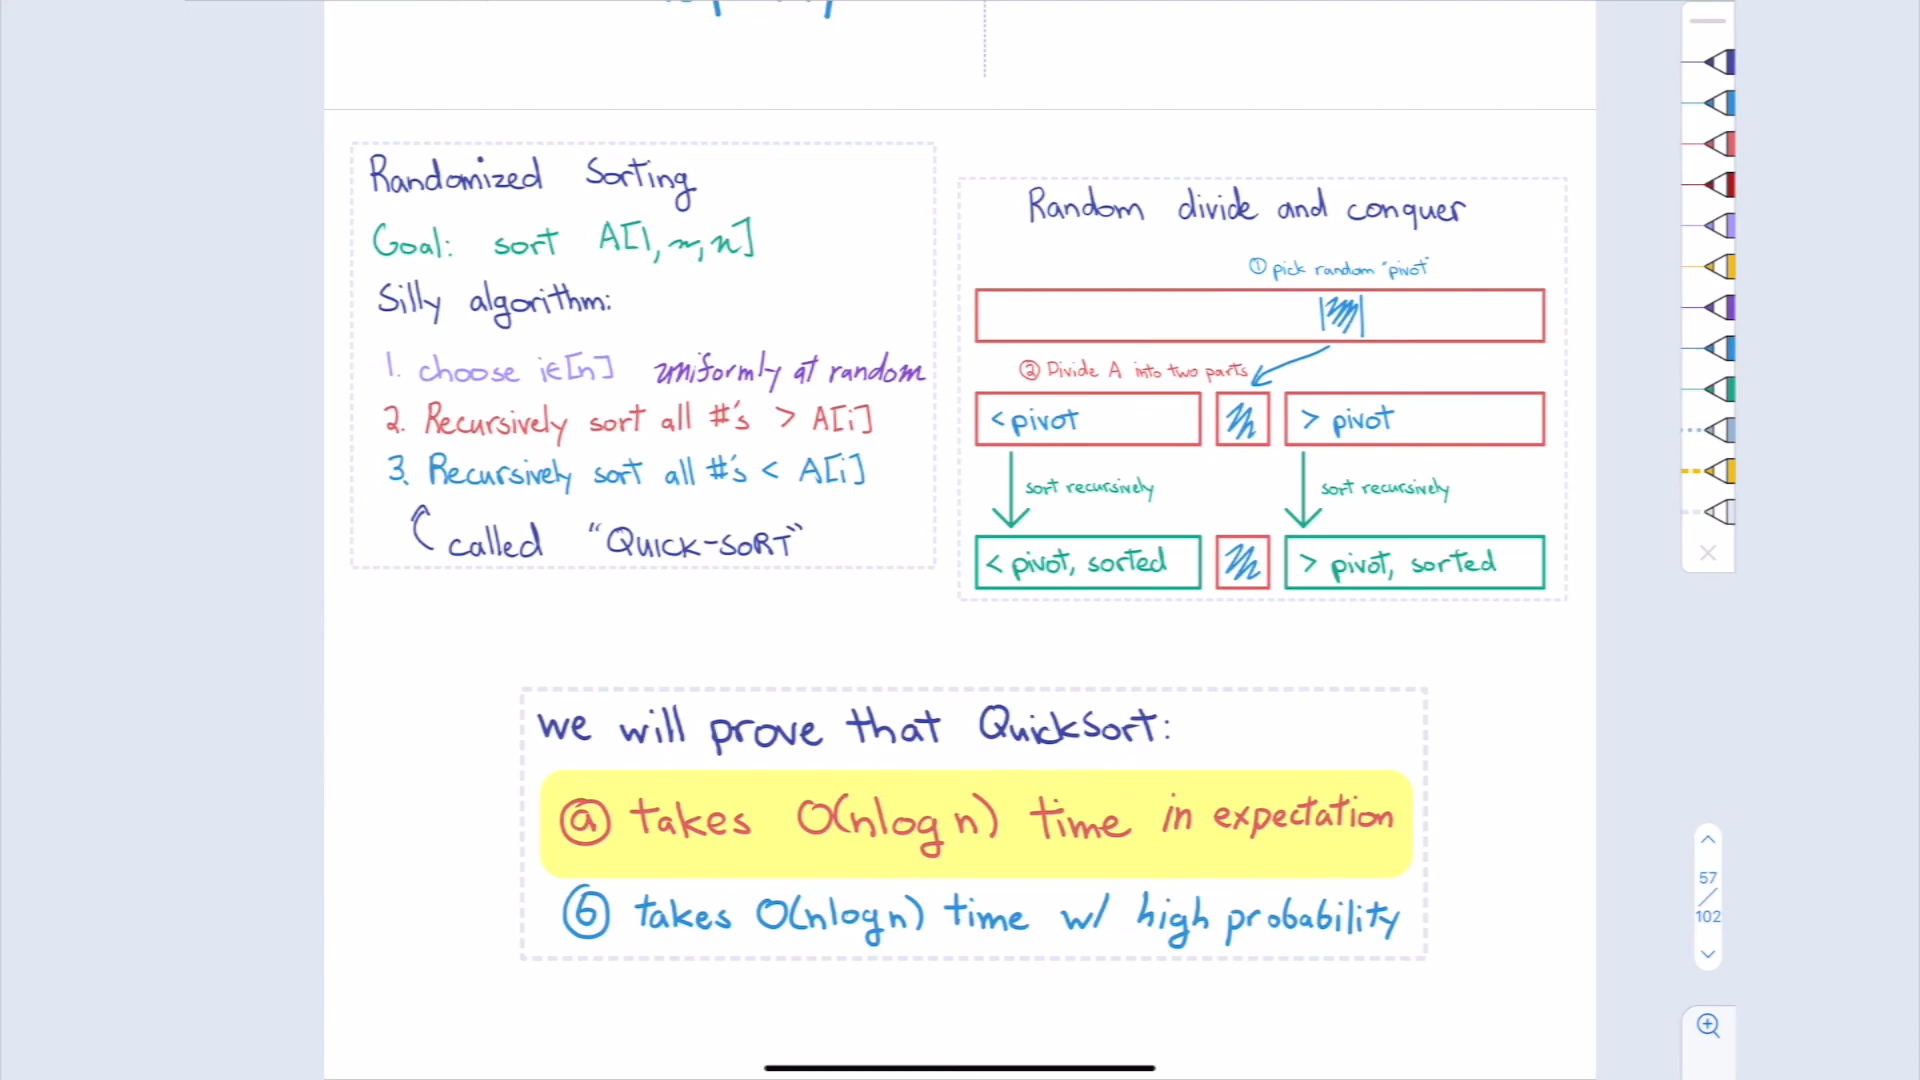 Randomized Sorting
Goal: sort A[1, ..., n]
Silly algorithm:
1. choose i∈[n] uniformly at random
2. Recursively sort all #'s > A[i]
3. Recursively sort all #'s < A[i]
called "QUICK-SORT"
Random divide and conquer
① pick random "pivot"
② Divide A into two parts
< pivot
> pivot
sort recursively
sort recursively
< pivot, sorted
> pivot, sorted
we will prove that QuickSort:
ⓐ takes O(n log n) time in expectation
ⓑ takes O(n log n) time w/ high probability
57
/
102